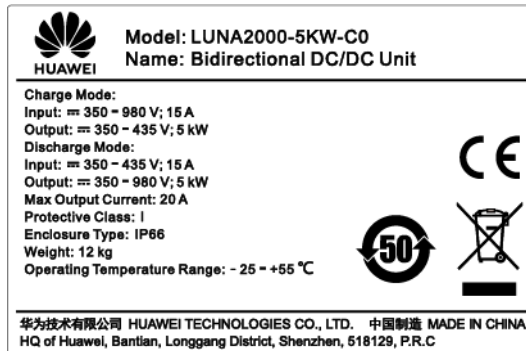 HUAWEI
Model: LUNA2000-5KW-C0
Name: Bidirectional DC/DC Unit
Charge Mode:
Input: ⎓ 350 - 980 V; 15 A
Output: ⎓ 350 - 435 V; 5 kW
Discharge Mode:
Input: ⎓ 350 - 435 V; 15 A
Output: ⎓ 350 - 980 V; 5 kW
Max Output Current: 20 A
Protective Class: I
Enclosure Type: IP66
Weight: 12 kg
Operating Temperature Range: - 25 - +55 ℃
CE
50
华为技术有限公司 HUAWEI TECHNOLOGIES CO., LTD. 中国制造 MADE IN CHINA
HQ of Huawei, Bantian, Longgang District, Shenzhen, 518129, P.R.C